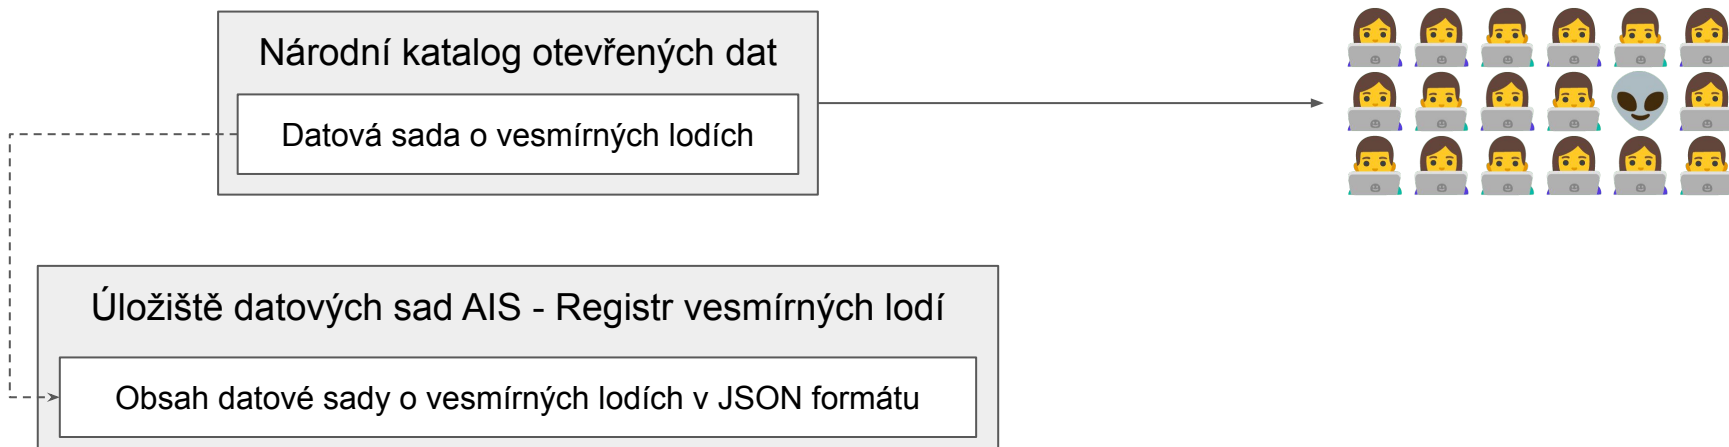 Národní katalog otevřených dat
Datová sada o vesmírných lodích
Úložiště datových sad AIS - Registr vesmírných lodí
Obsah datové sady o vesmírných lodích v JSON formátu